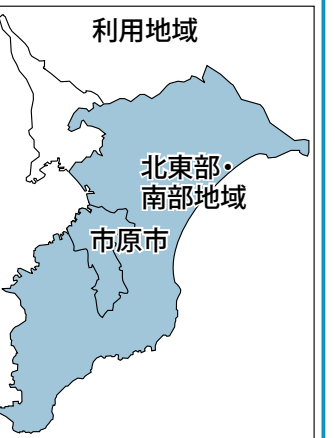 利用地域
北東部・
南部地域
市原市